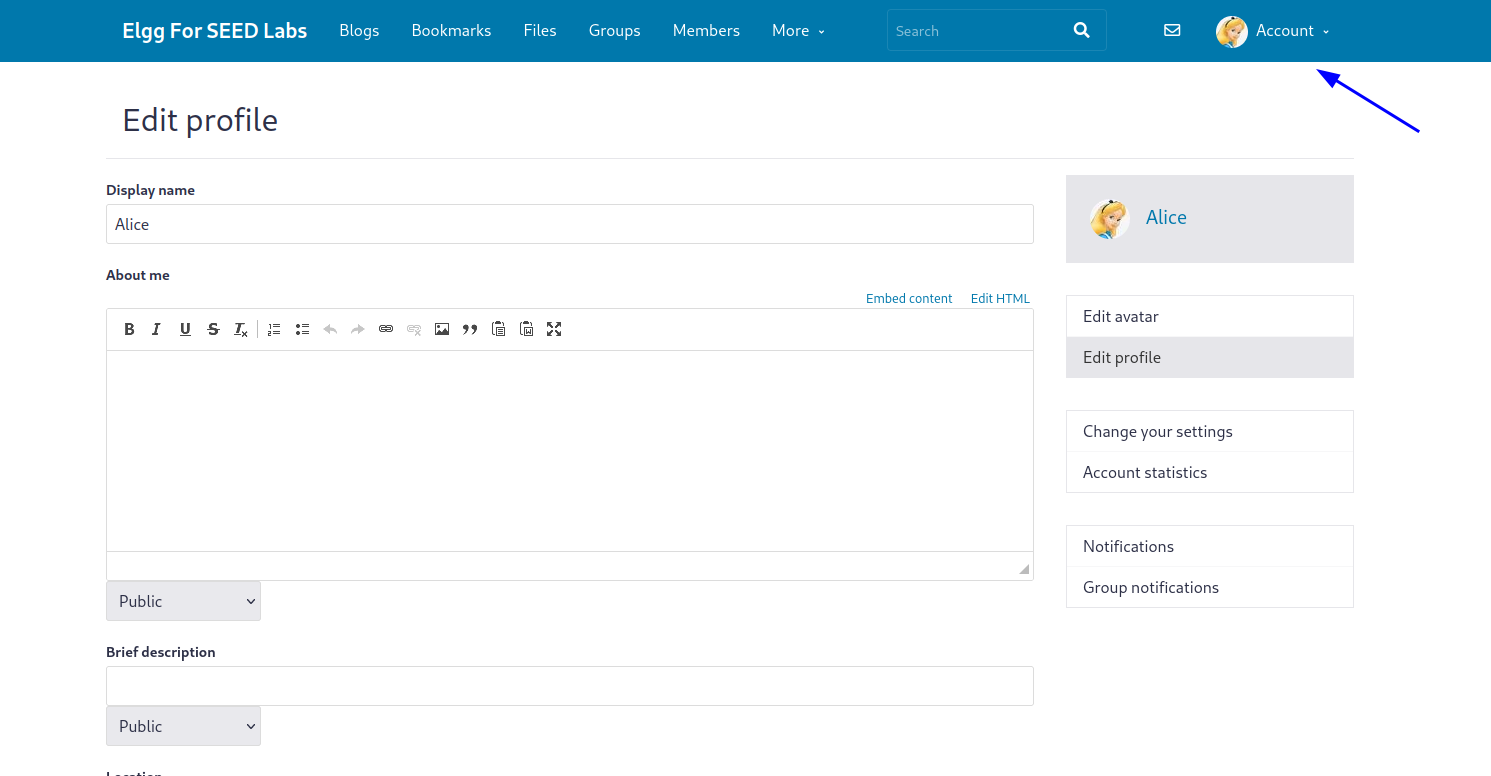 Elgg For SEED Labs Blogs Bookmarks Files Groups Members More Search Account
Edit profile
Display name
Alice
About me
Embed content Edit HTML
Public
Brief description
Public
Location
Alice
Edit avatar
Edit profile
Change your settings
Account statistics
Notifications
Group notifications